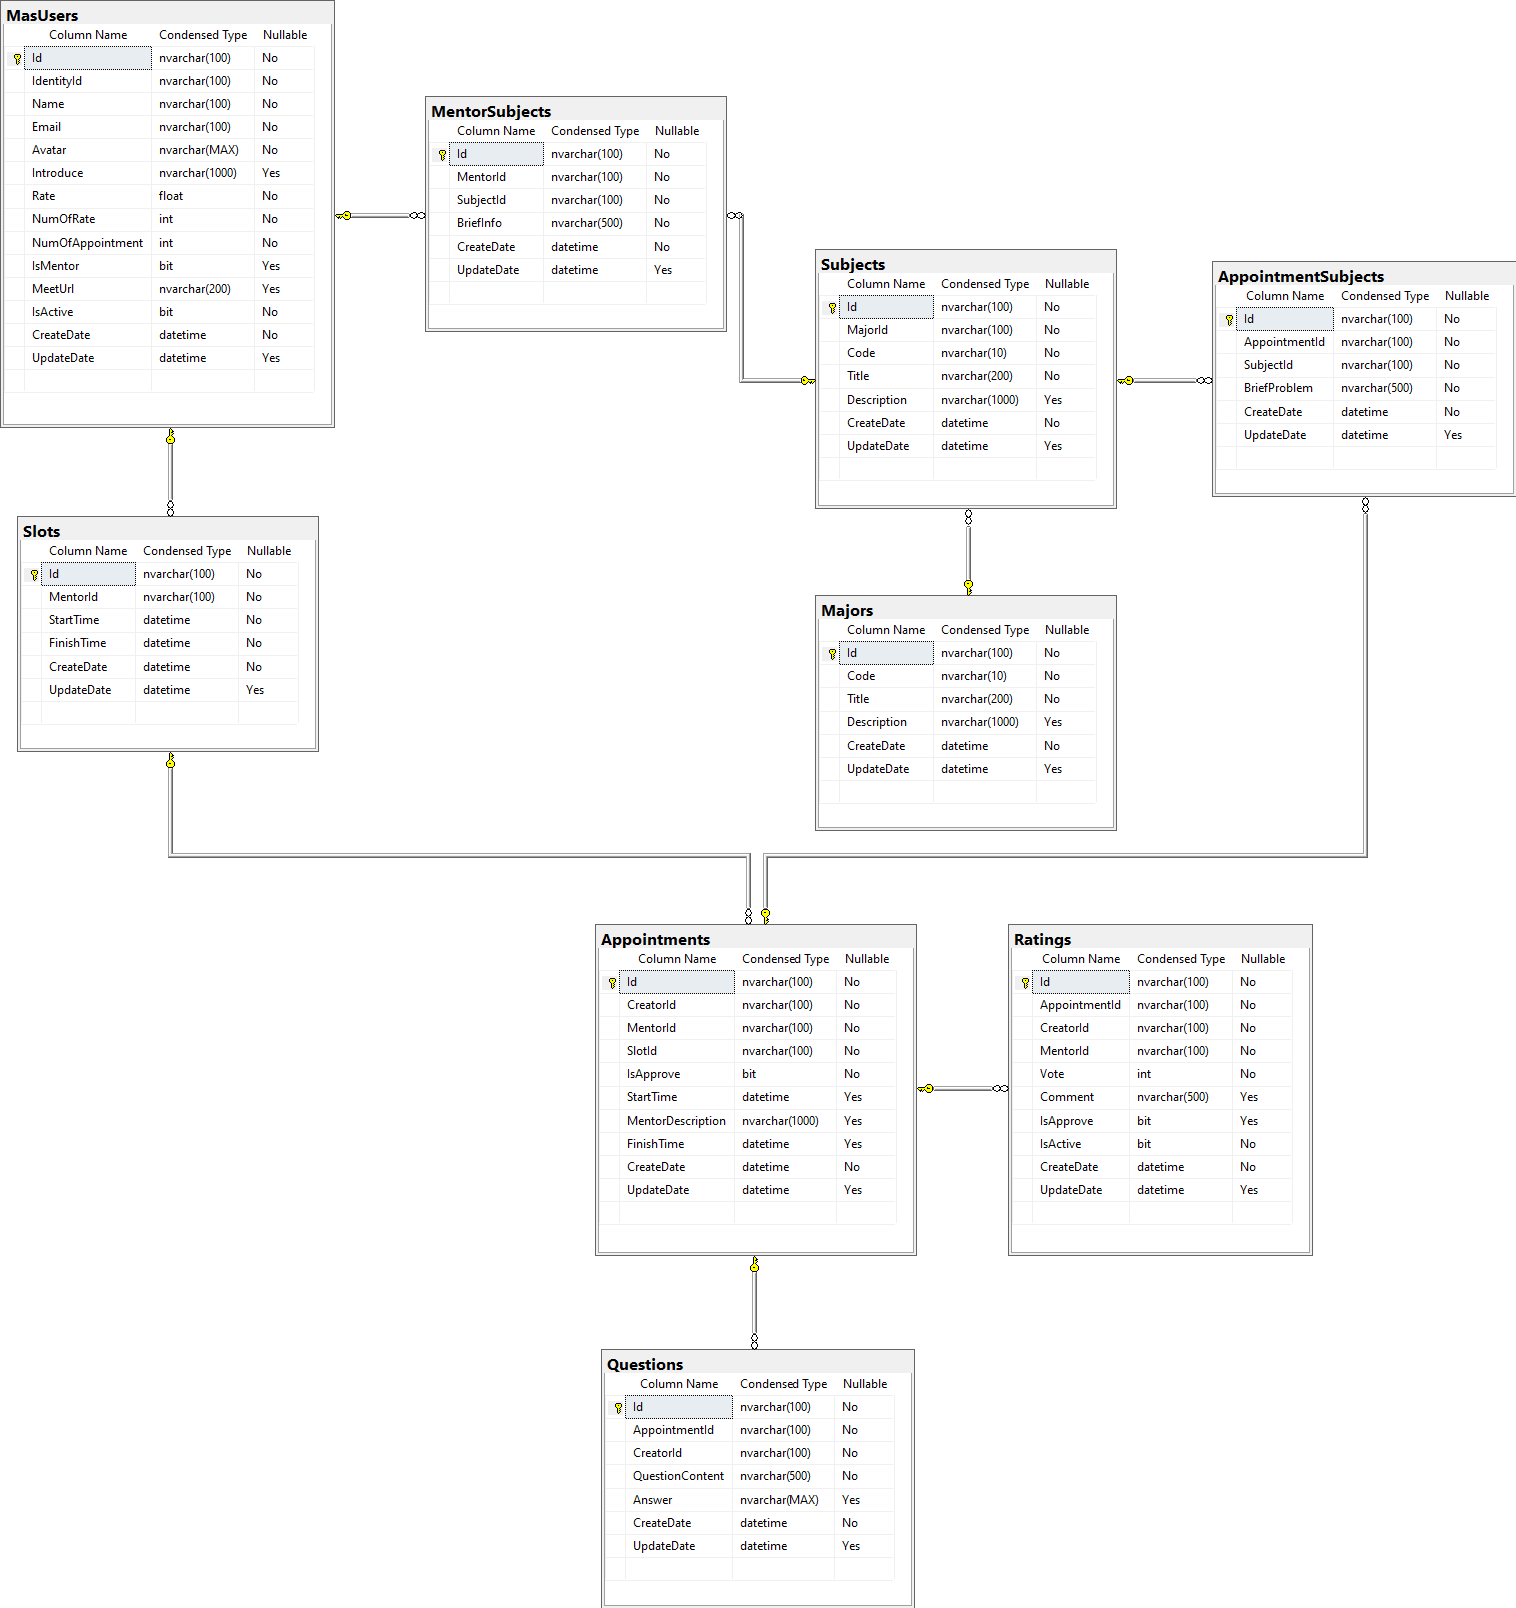 MasUsers
Column Name Condensed Type Nullable
Id nvarchar(100) No
IdentityId nvarchar(100) No
Name nvarchar(100) No
Email nvarchar(100) No
Avatar nvarchar(MAX) No
Introduce nvarchar(1000) Yes
Rate float No
NumOfRate int No
NumOfAppointment int No
IsMentor bit Yes
MeetUrl nvarchar(200) Yes
IsActive bit No
CreateDate datetime No
UpdateDate datetime Yes
MentorSubjects
Column Name Condensed Type Nullable
Id nvarchar(100) No
MentorId nvarchar(100) No
SubjectId nvarchar(100) No
BriefInfo nvarchar(500) No
CreateDate datetime No
UpdateDate datetime Yes
Subjects
Column Name Condensed Type Nullable
Id nvarchar(100) No
MajorId nvarchar(100) No
Code nvarchar(10) No
Title nvarchar(200) No
Description nvarchar(1000) Yes
CreateDate datetime No
UpdateDate datetime Yes
AppointmentSubjects
Column Name Condensed Type Nullable
Id nvarchar(100) No
AppointmentId nvarchar(100) No
SubjectId nvarchar(100) No
BriefProblem nvarchar(500) No
CreateDate datetime No
UpdateDate datetime Yes
Slots
Column Name Condensed Type Nullable
Id nvarchar(100) No
MentorId nvarchar(100) No
StartTime datetime No
FinishTime datetime No
CreateDate datetime No
UpdateDate datetime Yes
Majors
Column Name Condensed Type Nullable
Id nvarchar(100) No
Code nvarchar(10) No
Title nvarchar(200) No
Description nvarchar(1000) Yes
CreateDate datetime No
UpdateDate datetime Yes
Appointments
Column Name Condensed Type Nullable
Id nvarchar(100) No
CreatorId nvarchar(100) No
MentorId nvarchar(100) No
SlotId nvarchar(100) No
IsApprove bit No
StartTime datetime Yes
MentorDescription nvarchar(1000) Yes
FinishTime datetime Yes
CreateDate datetime No
UpdateDate datetime Yes
Ratings
Column Name Condensed Type Nullable
Id nvarchar(100) No
AppointmentId nvarchar(100) No
CreatorId nvarchar(100) No
MentorId nvarchar(100) No
Vote int No
Comment nvarchar(500) Yes
IsApprove bit Yes
IsActive bit No
CreateDate datetime No
UpdateDate datetime Yes
Questions
Column Name Condensed Type Nullable
Id nvarchar(100) No
AppointmentId nvarchar(100) No
CreatorId nvarchar(100) No
QuestionContent nvarchar(500) No
Answer nvarchar(MAX) Yes
CreateDate datetime No
UpdateDate datetime Yes